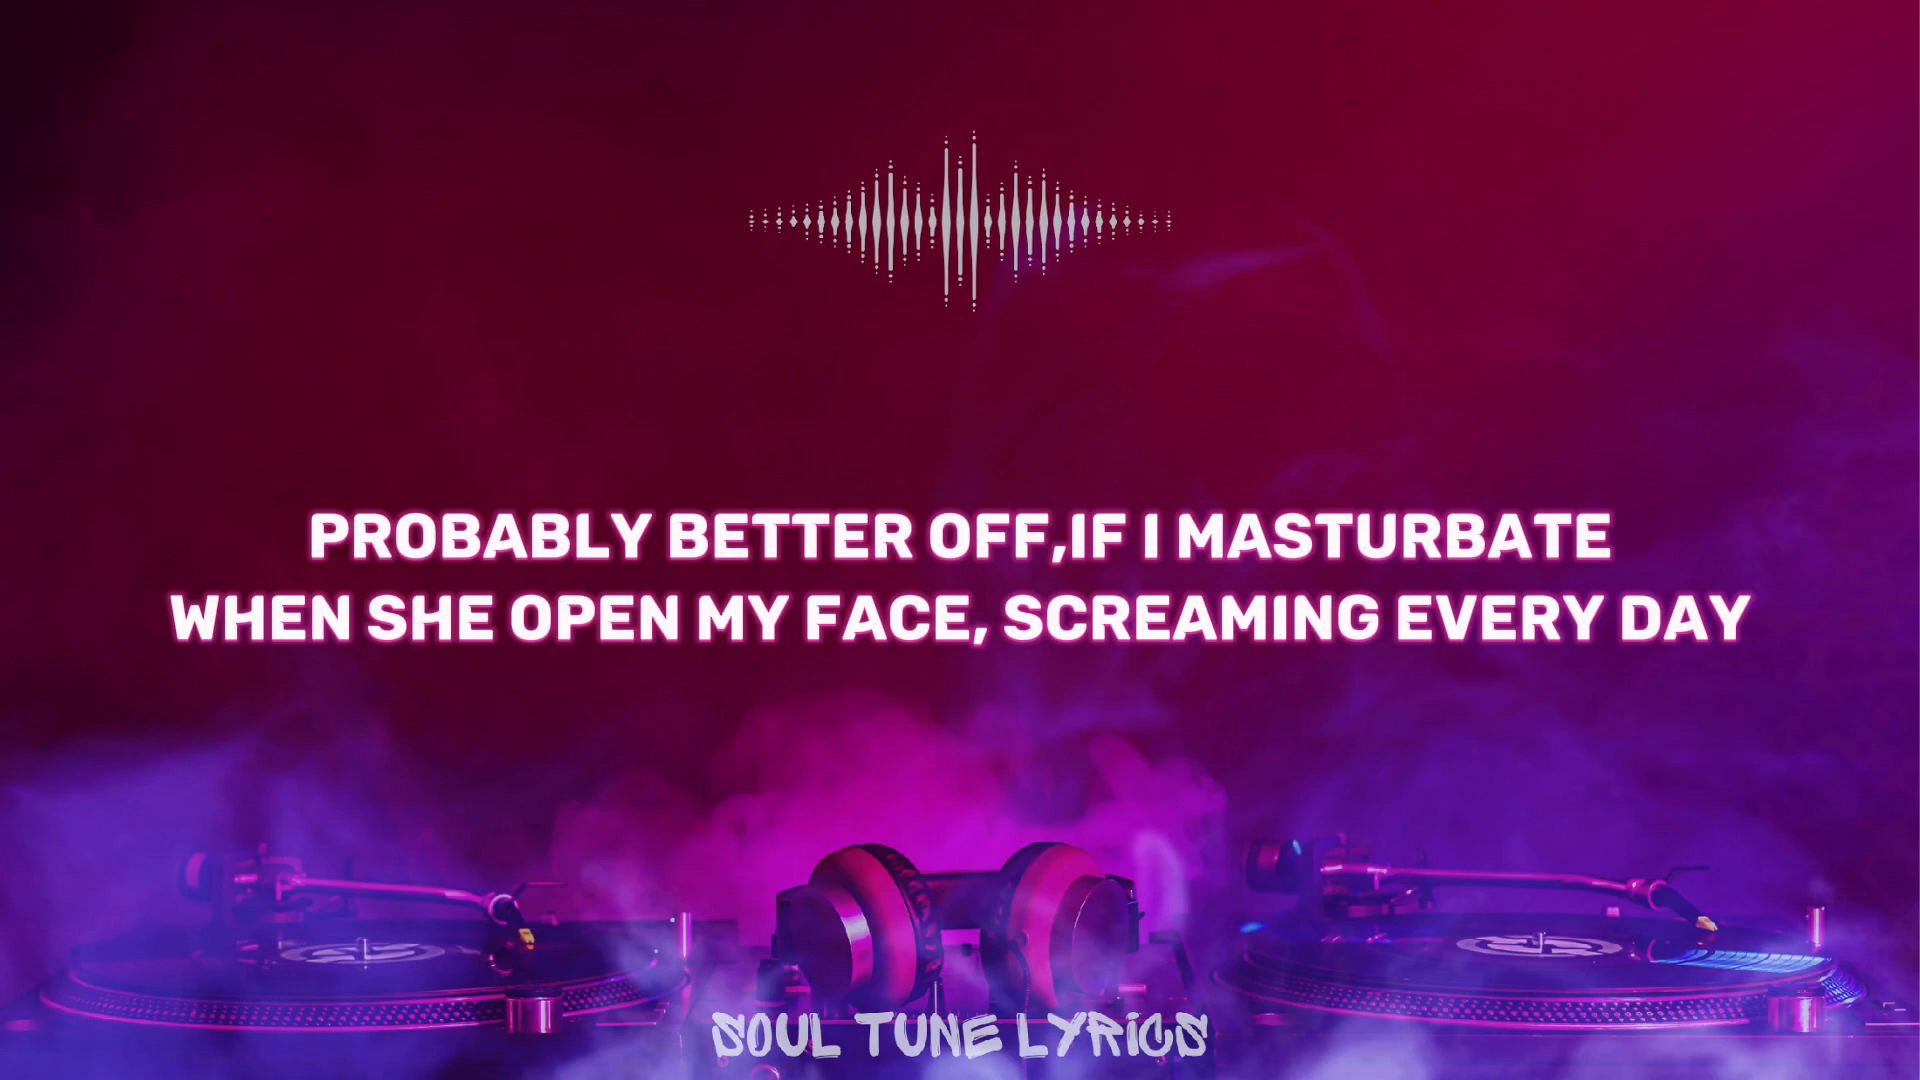 PROBABLY BETTER OFF,IF I MASTURBATE
WHEN SHE OPEN MY FACE, SCREAMING EVERY DAY
SOUL TUNE LYRICS